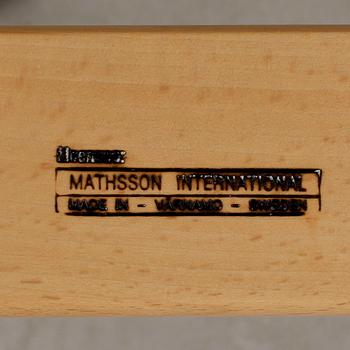 MATHSSON INTERNATIONAL
MADE IN - VÄRNAMO - SWEDEN